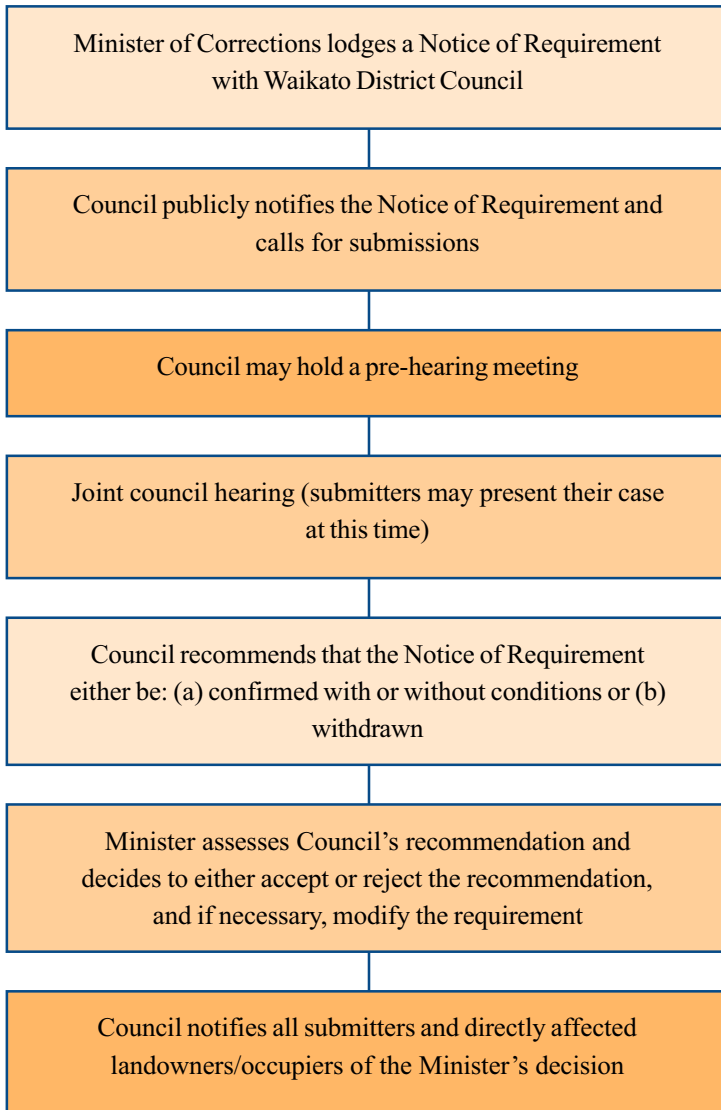 Minister of Corrections lodges a Notice of Requirement
with Waikato District Council
Council publicly notifies the Notice of Requirement and
calls for submissions
Council may hold a pre-hearing meeting
Joint council hearing (submitters may present their case
at this time)
Council recommends that the Notice of Requirement
either be: (a) confirmed with or without conditions or (b)
withdrawn
Minister assesses Council’s recommendation and
decides to either accept or reject the recommendation,
and if necessary, modify the requirement
Council notifies all submitters and directly affected
landowners/occupiers of the Minister’s decision